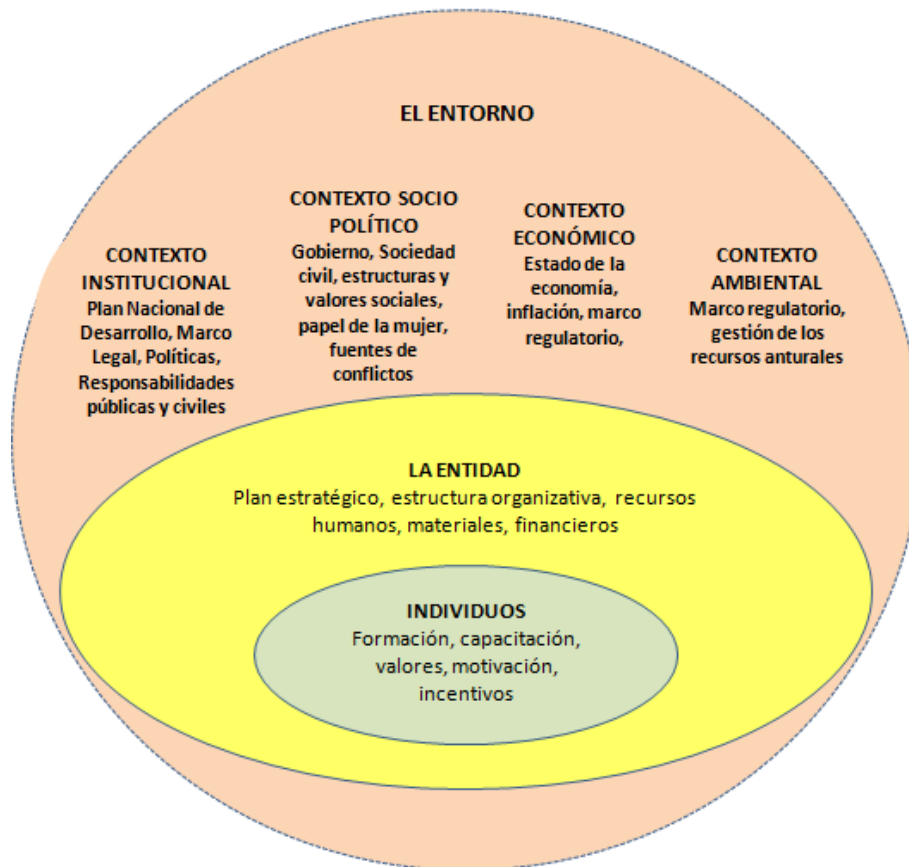 EL ENTORNO
CONTEXTO
INSTITUCIONAL
Plan Nacional de
Desarrollo, Marco
Legal, Políticas,
Responsabilidades
públicas y civiles
CONTEXTO SOCIO
POLÍTICO
Gobierno, Sociedad
civil, estructuras y
valores sociales,
papel de la mujer,
fuentes de
conflictos
CONTEXTO
ECONÓMICO
Estado de la
economía,
inflación, marco
regulatorio,
CONTEXTO
AMBIENTAL
Marco regulatorio,
gestión de los
recursos anturales
LA ENTIDAD
Plan estratégico, estructura organizativa, recursos
humanos, materiales, financieros
INDIVIDUOS
Formación, capacitación,
valores, motivación,
incentivos